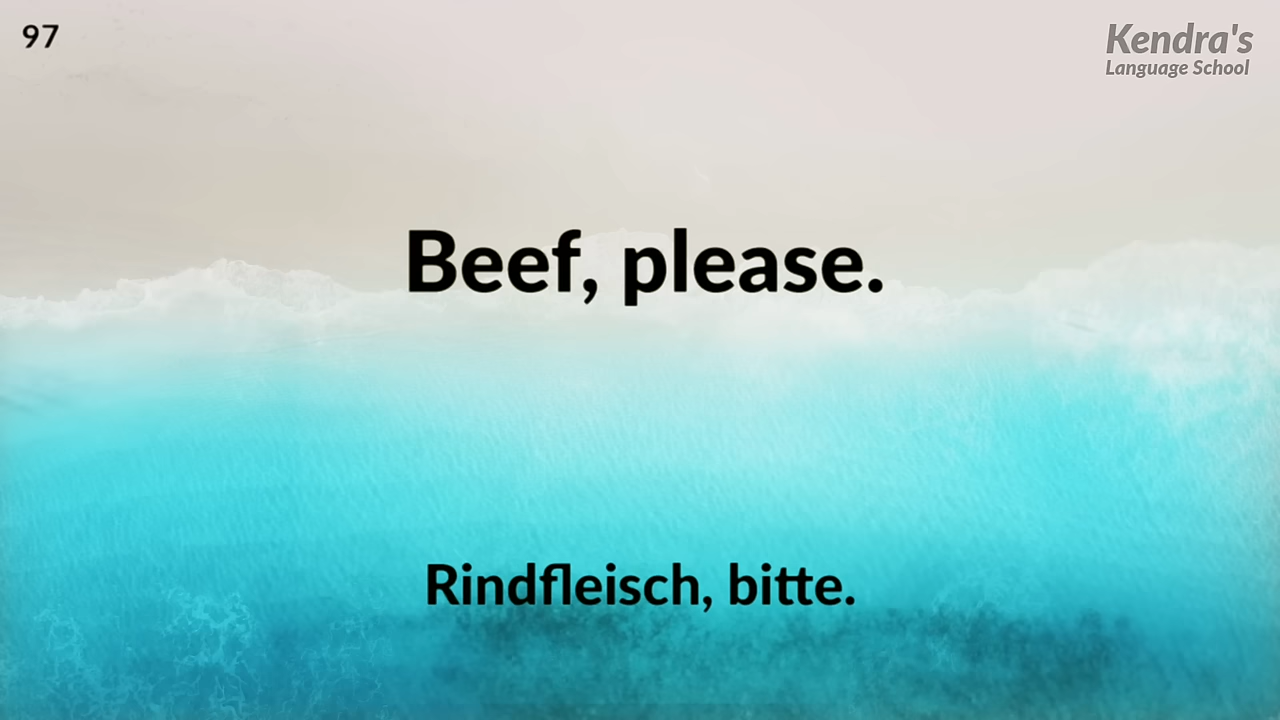 97
Kendra's
Language School
Beef, please.
Rindfleisch, bitte.